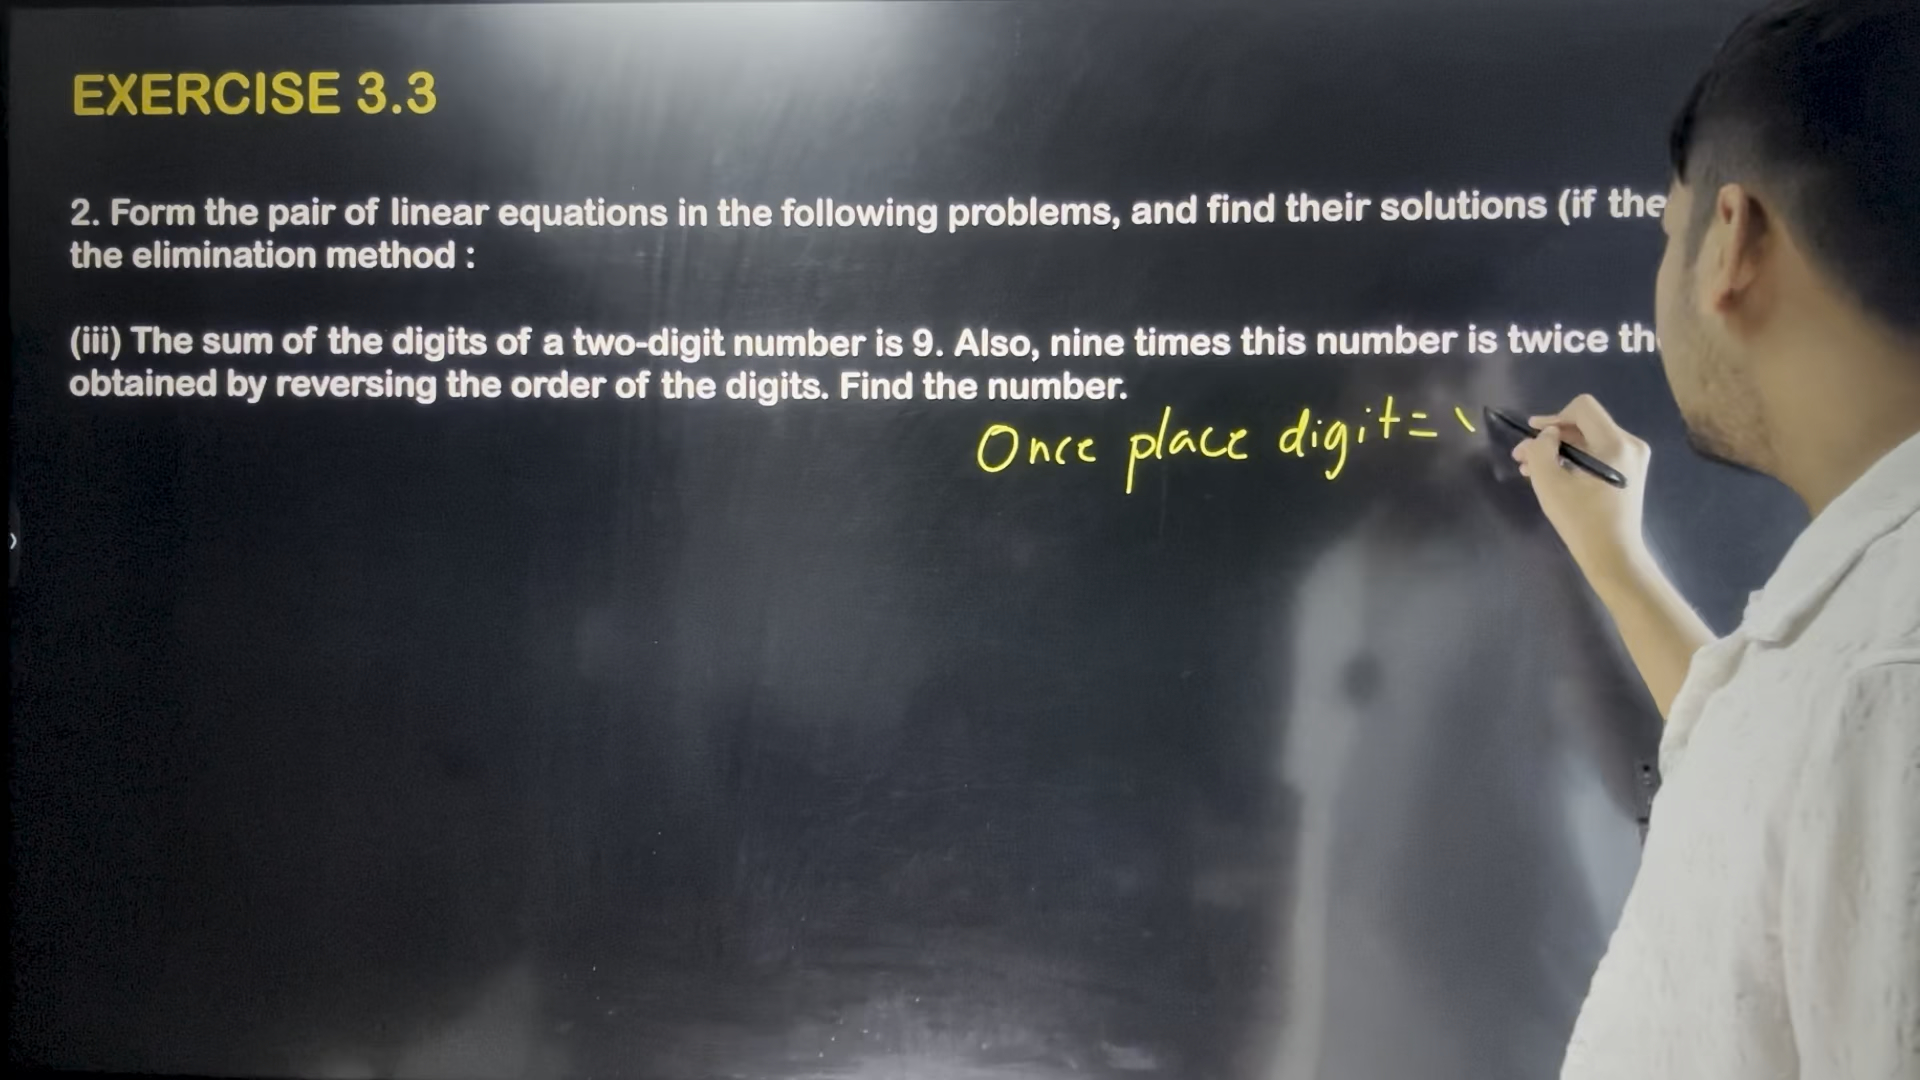 EXERCISE 3.3
2. Form the pair of linear equations in the following problems, and find their solutions (if the
the elimination method :
(iii) The sum of the digits of a two-digit number is 9. Also, nine times this number is twice th
obtained by reversing the order of the digits. Find the number.
Once place digit =